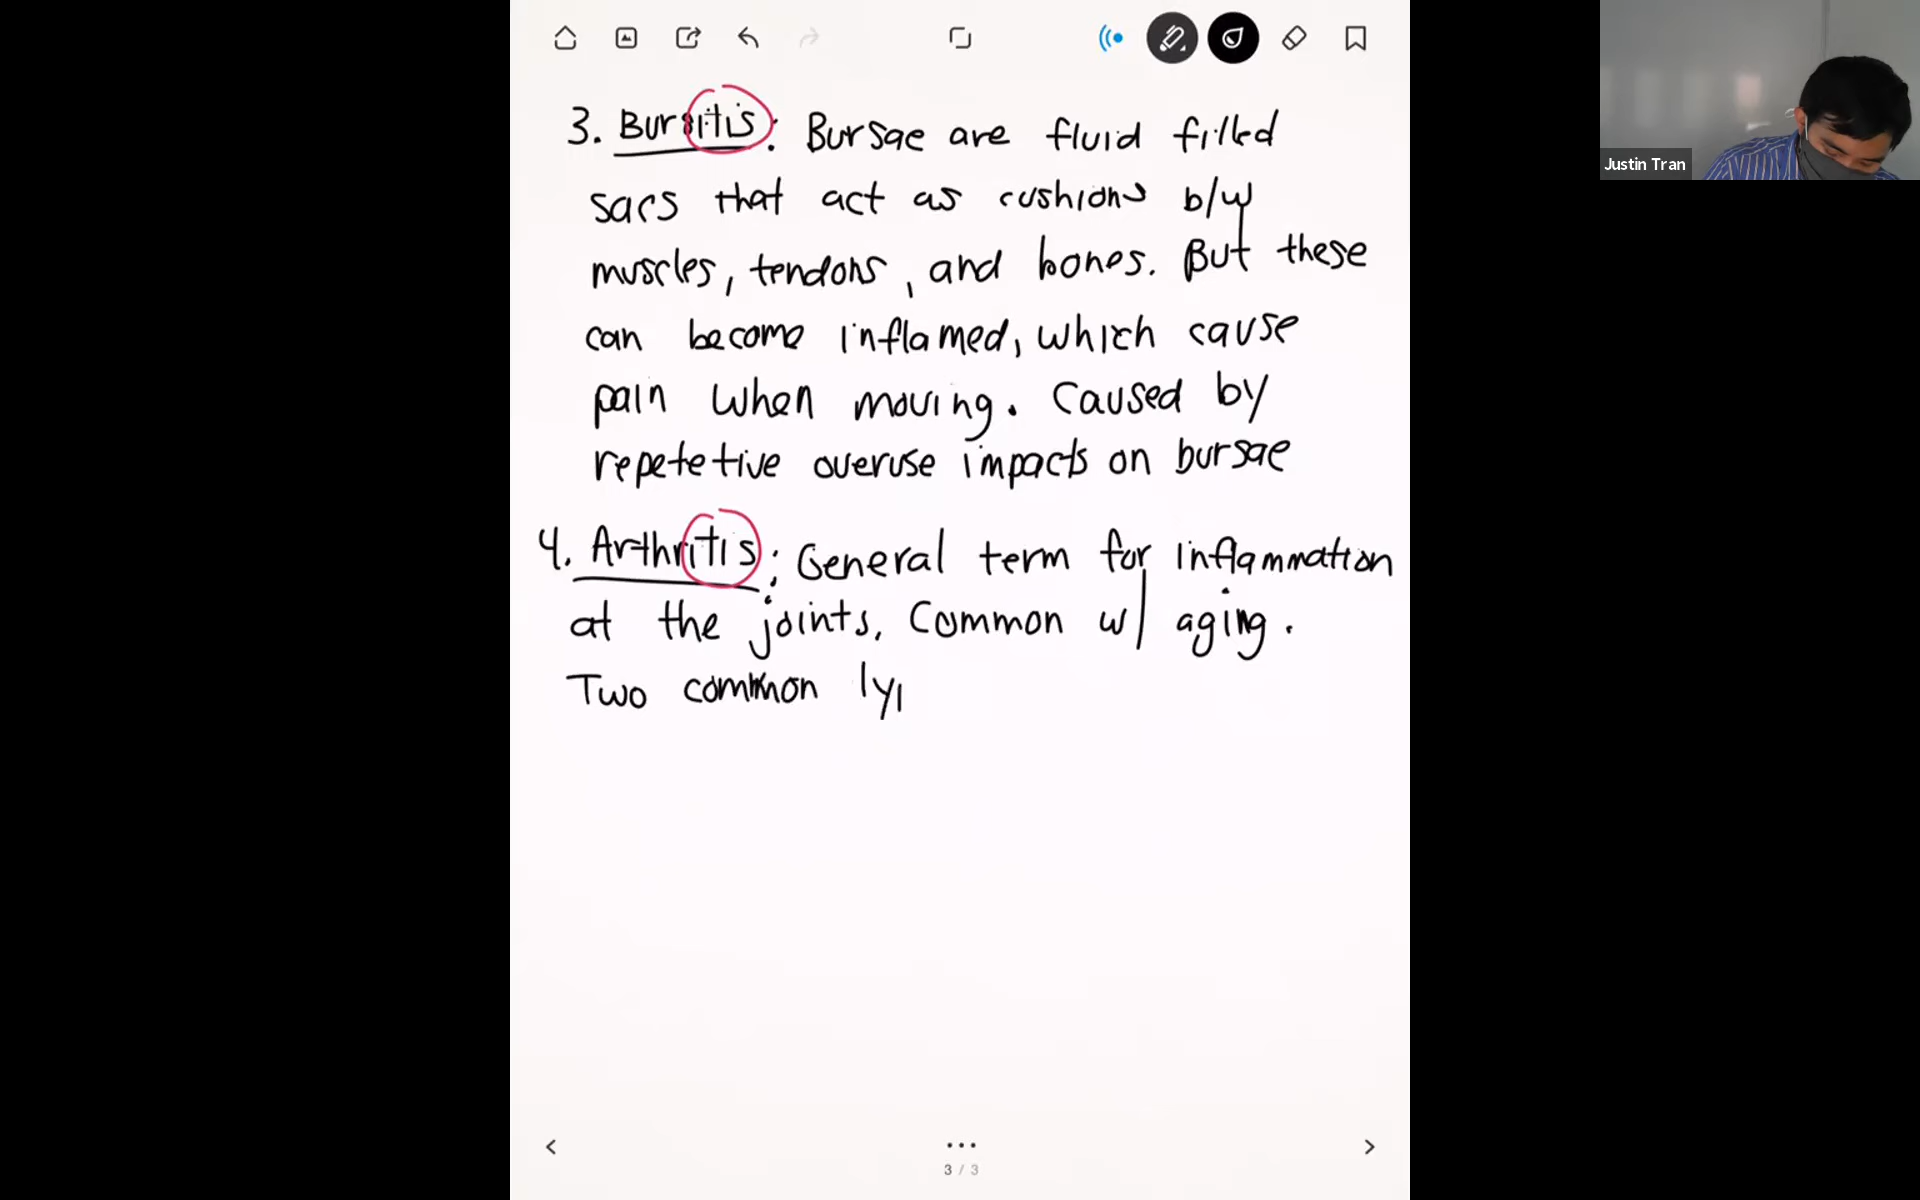 3. Bursitis: Bursae are fluid filled
sacs that act as cushions b/w
muscles, tendons, and bones. But these
can become inflamed, which cause
pain when moving. Caused by
repetetive overuse impacts on bursae
4. Arthritis: General term for inflammation
at the joints. Common w/ aging.
Two common
3 / 3
Justin Tran